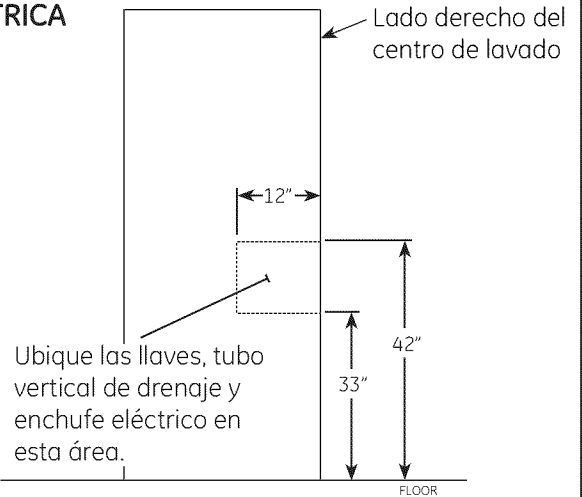 TRICA
Lado derecho del
centro de lavado
12"
42"
33"
Ubique las llaves, tubo
vertical de drenaje y
enchufe eléctrico en
esta área.
FLOOR